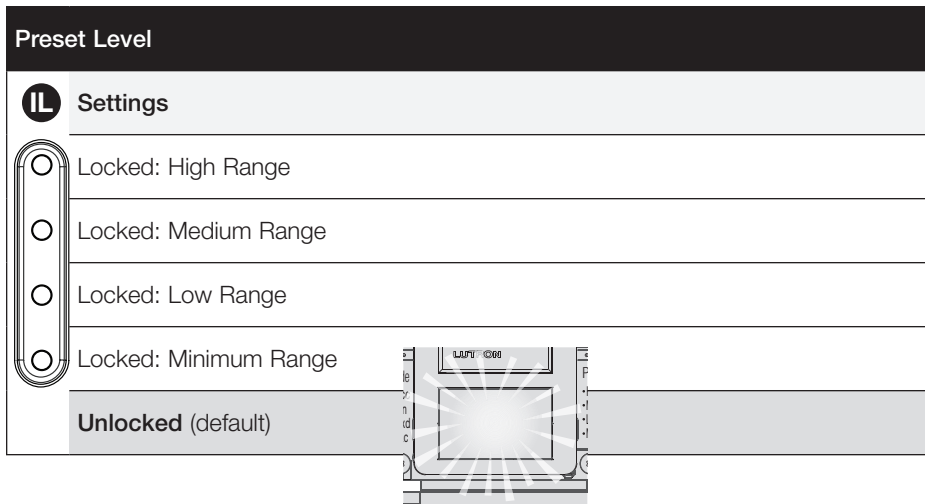 Preset Level
IL Settings
Locked: High Range
Locked: Medium Range
Locked: Low Range
Locked: Minimum Range
LUTRON
Unlocked (default)